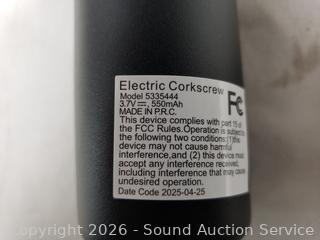 Electric Corkscrew
Model 5335444
3.7V⎓, 550mAh
MADE IN P.R.C.
FC
This device complies with part 15 of
the FCC Rules.Operation is subject to
the following two conditions: (1)this
device may not cause harmful
interference,and (2) this device must
accept any interference received,
including interference that may cause
undesired operation.
Date Code 2025-04-25
Copyright 2026 - Sound Auction Service